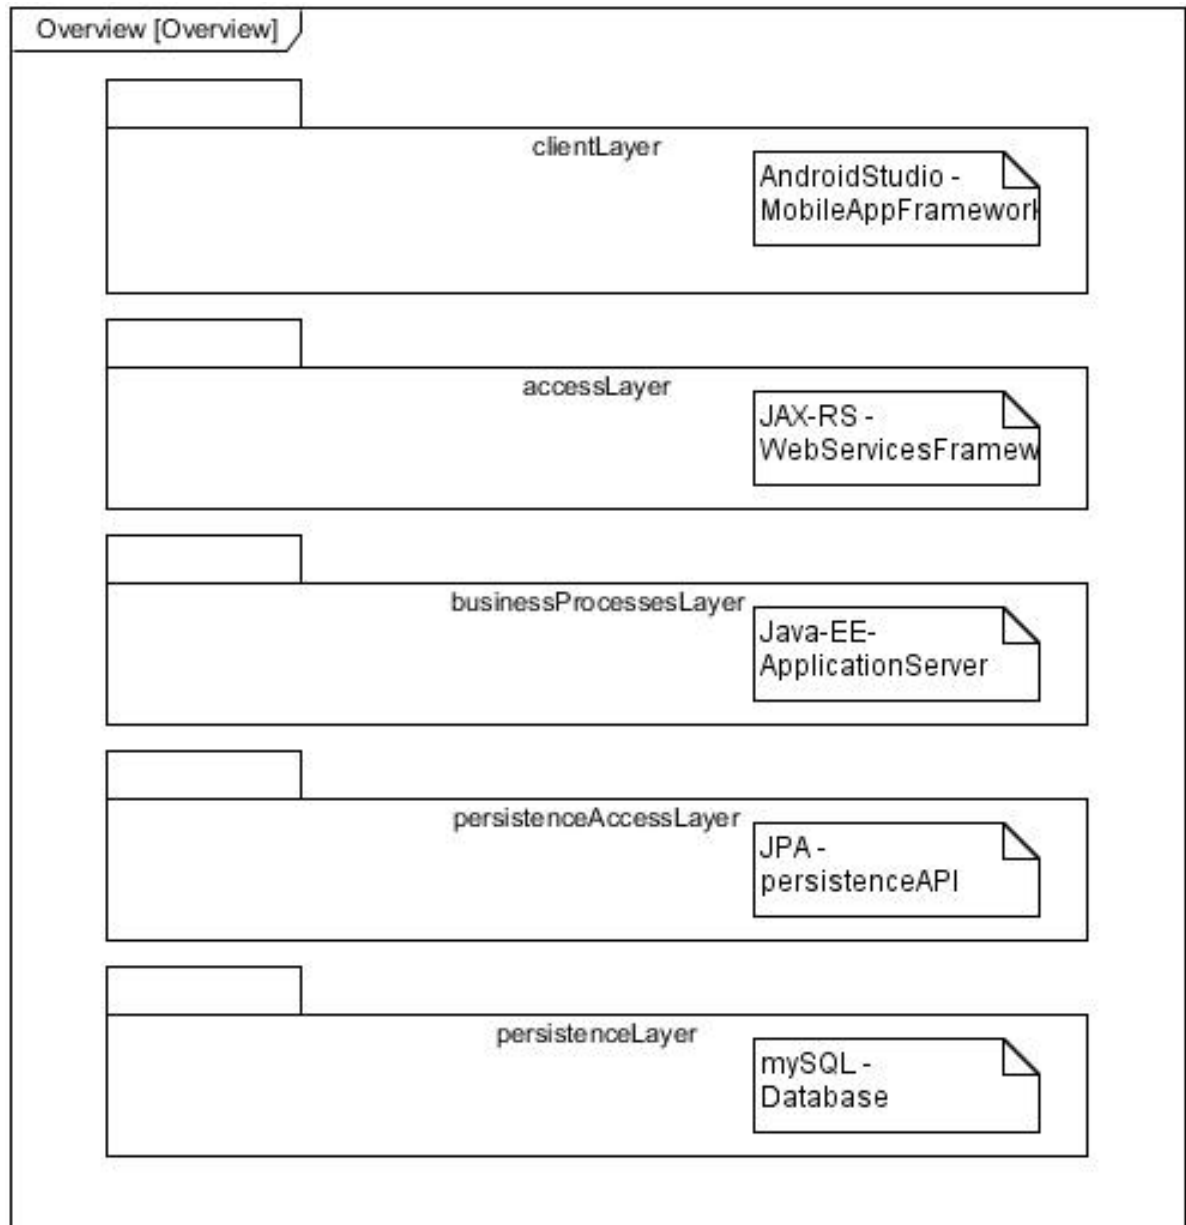 Overview [Overview]
clientLayer
AndroidStudio -
MobileAppFramework
accessLayer
JAX-RS -
WebServicesFramew
businessProcessesLayer
Java-EE-
ApplicationServer
persistenceAccessLayer
JPA -
persistenceAPI
persistenceLayer
mySQL -
Database